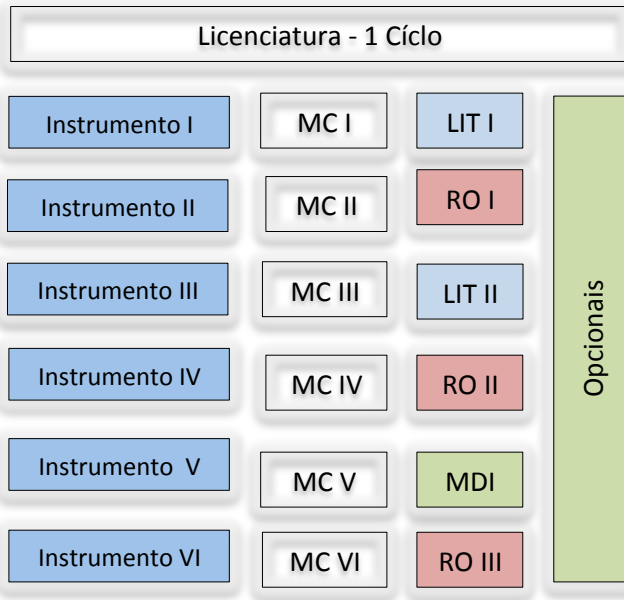 Licenciatura - 1 Cíclo
Instrumento I
MC I
LIT I
Instrumento II
MC II
RO I
Instrumento III
MC III
LIT II
Instrumento IV
MC IV
RO II
Instrumento V
MC V
MDI
Instrumento VI
MC VI
RO III
Opcionais